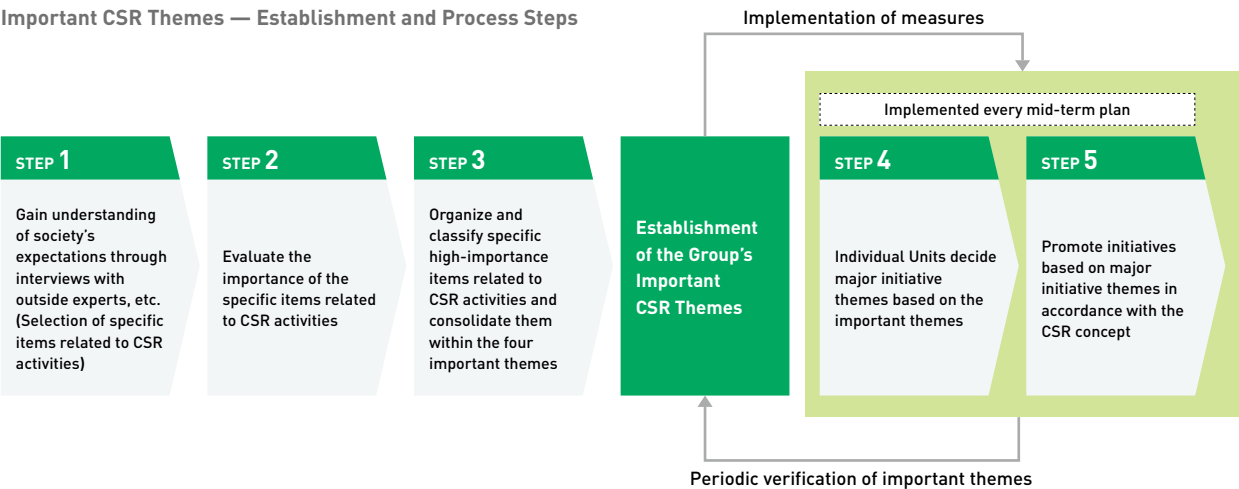 Important CSR Themes — Establishment and Process Steps
Implementation of measures
Implemented every mid-term plan
STEP 1
Gain understanding
of society's
expectations through
interviews with
outside experts, etc.
(Selection of specific
items related to CSR
activities)
STEP 2
Evaluate the
importance of the
specific items related
to CSR activities
STEP 3
Organize and
classify specific
high-importance
items related to
CSR activities and
consolidate them
within the four
important themes
Establishment
of the Group's
Important
CSR Themes
STEP 4
Individual Units decide
major initiative
themes based on the
important themes
STEP 5
Promote initiatives
based on major
initiative themes in
accordance with the
CSR concept
Periodic verification of important themes